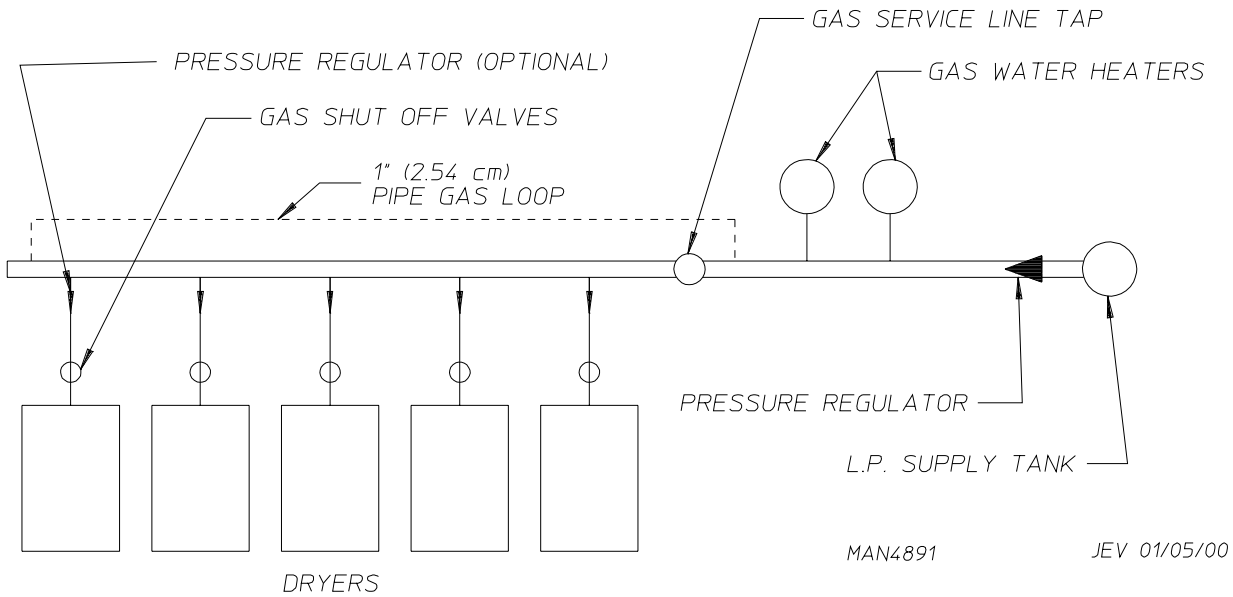 GAS SERVICE LINE TAP
PRESSURE REGULATOR (OPTIONAL)
GAS WATER HEATERS
GAS SHUT OFF VALVES
1" (2.54 cm)
PIPE GAS LOOP
PRESSURE REGULATOR
L.P. SUPPLY TANK
MAN4891
JEV 01/05/00
DRYERS